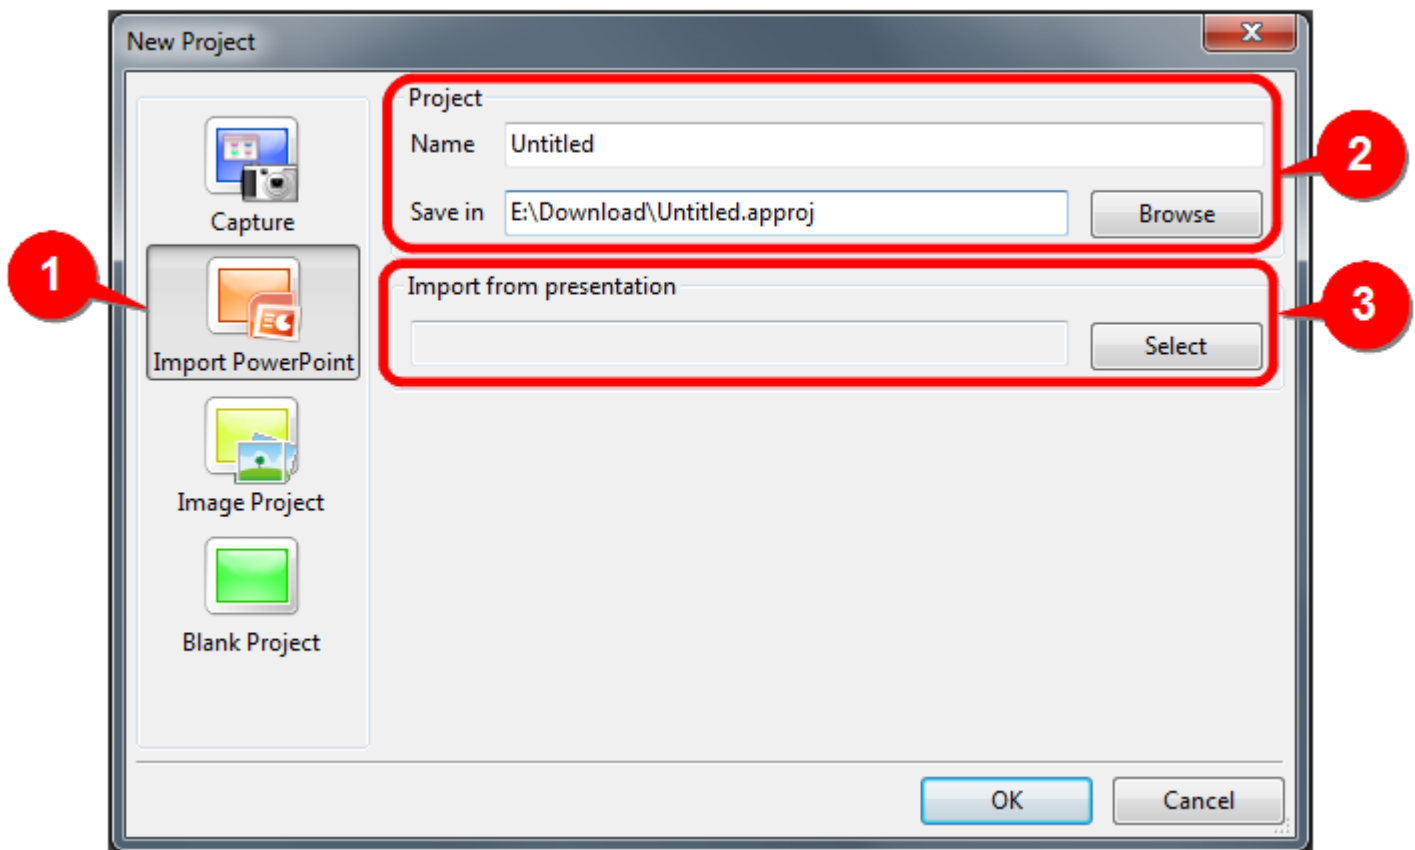 New Project
Project
Name Untitled
2
Save in E:\Download\Untitled.approj Browse
Capture
1
Import from presentation
3
Select
Import PowerPoint
Image Project
Blank Project
OK Cancel